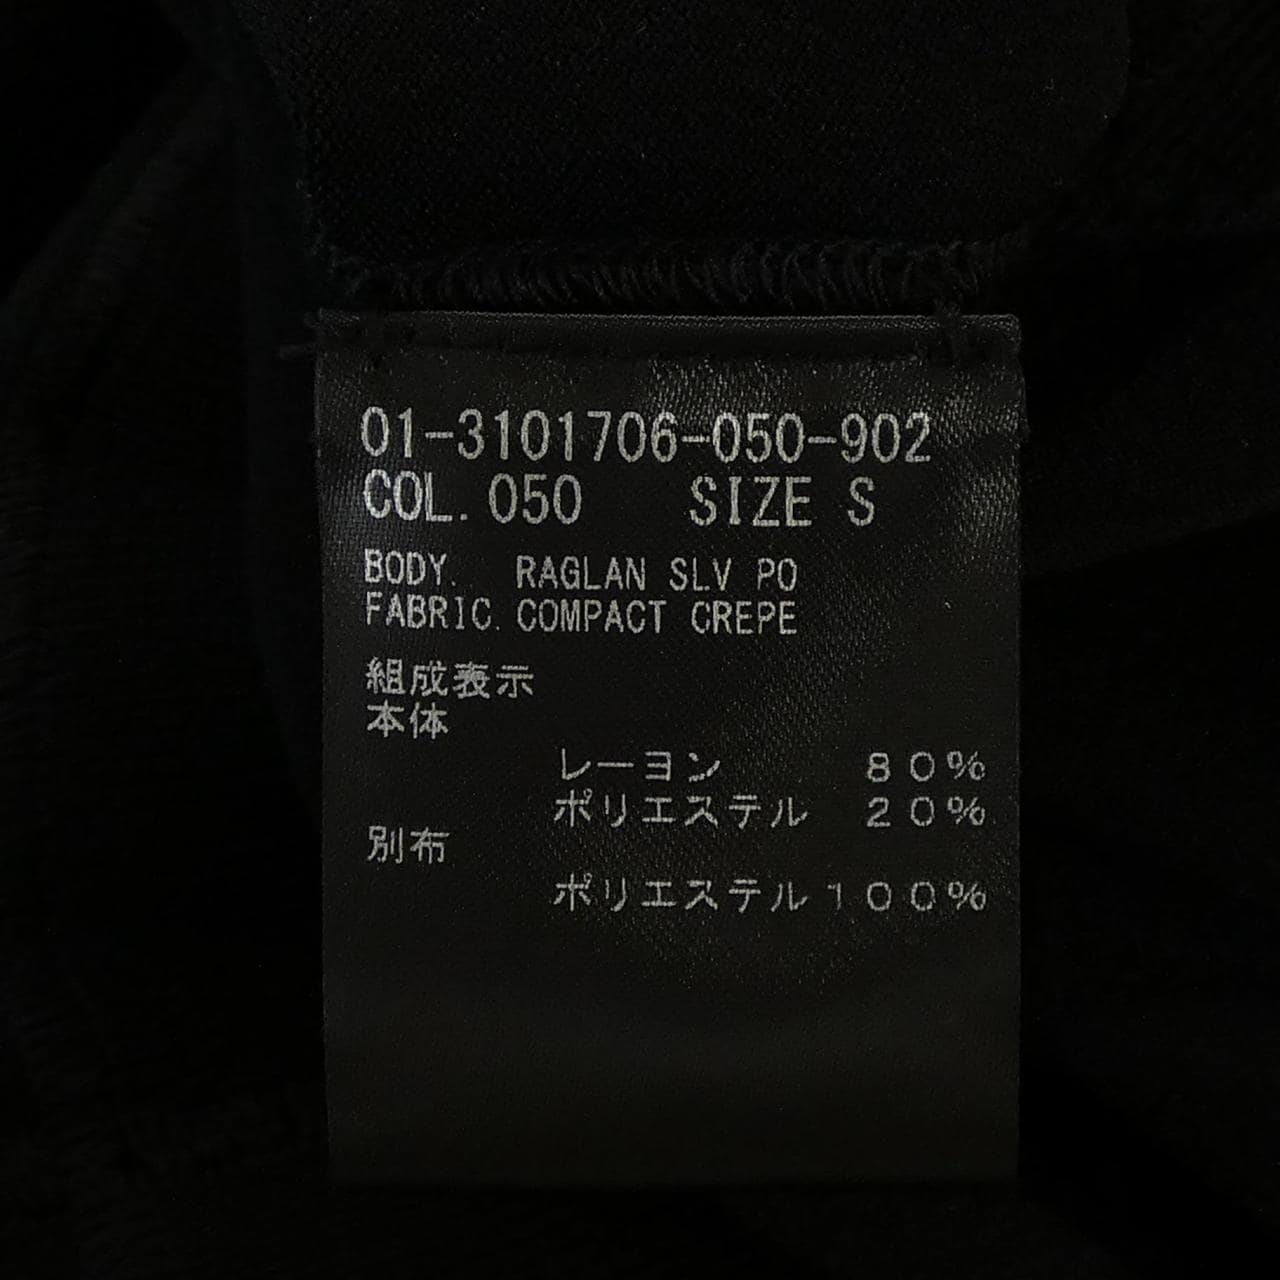 01-3101706-050-902
COL. 050 SIZE S
BODY. RAGLAN SLV PO
FABRIC. COMPACT CREPE
組成表示
本体
レーヨン 80%
ポリエステル 20%
別布
ポリエステル100%